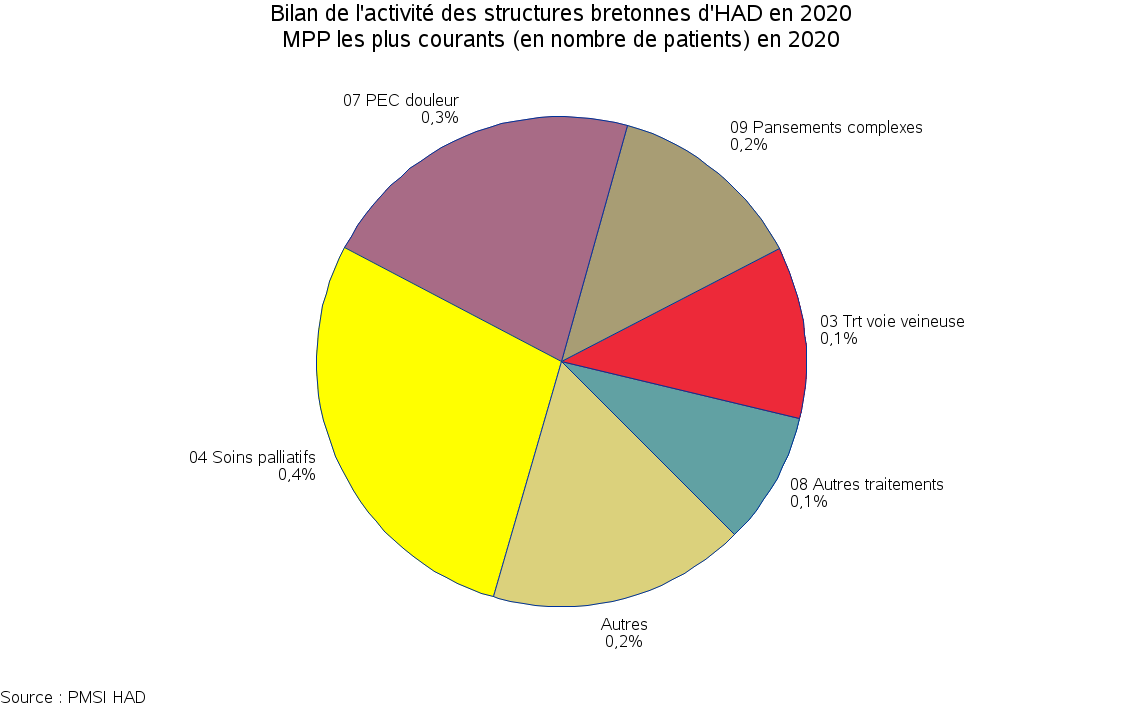 Bilan de l'activité des structures bretonnes d'HAD en 2020
MPP les plus courants (en nombre de patients) en 2020
07 PEC douleur
0,3%
09 Pansements complexes
0,2%
03 Trt voie veineuse
0,1%
04 Soins palliatifs
0,4%
08 Autres traitements
0,1%
Autres
0,2%
Source : PMSI HAD